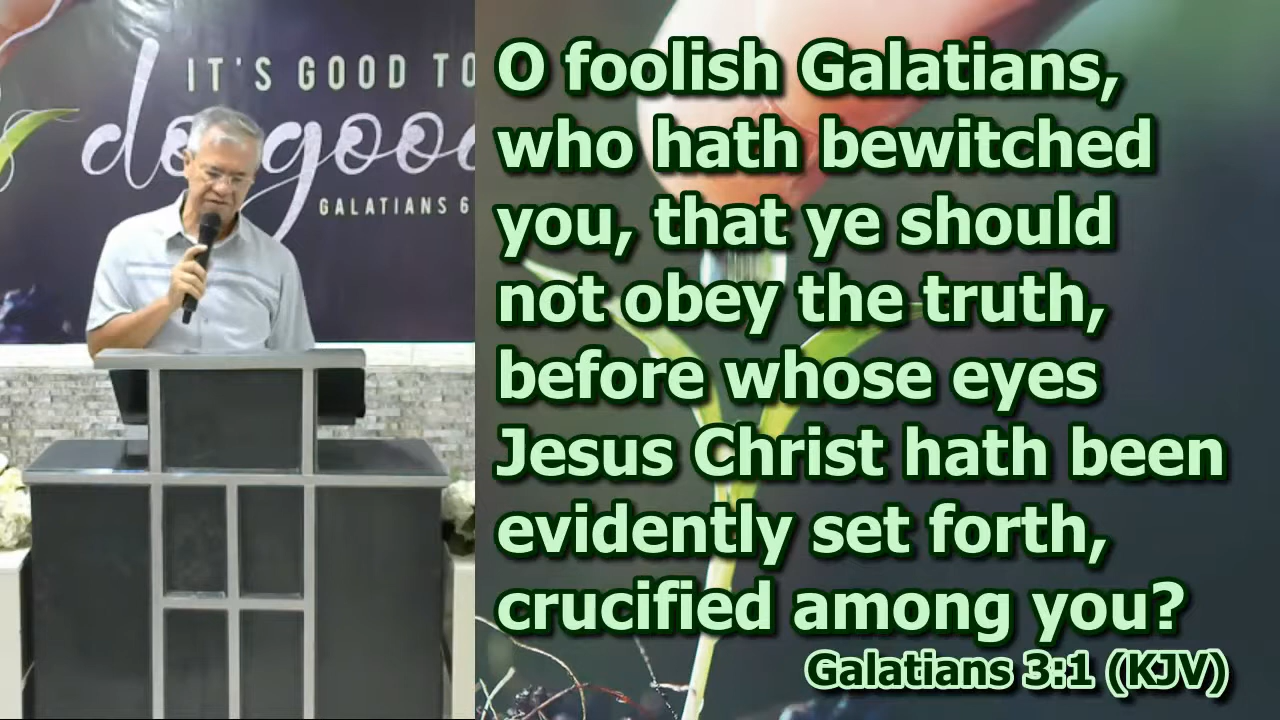 IT'S GOOD TO
do good
GALATIANS 6
O foolish Galatians,
who hath bewitched
you, that ye should
not obey the truth,
before whose eyes
Jesus Christ hath been
evidently set forth,
crucified among you?
Galatians 3:1 (KJV)